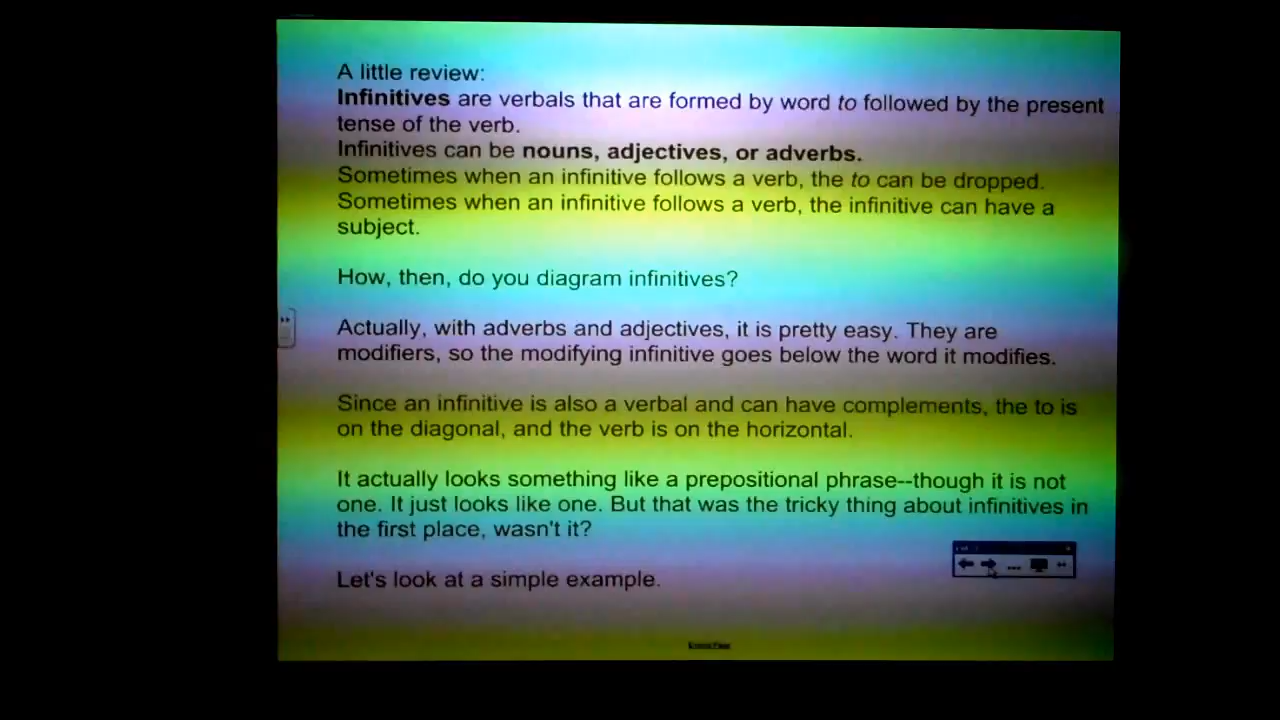 A little review:
Infinitives are verbals that are formed by word to followed by the present
tense of the verb.
Infinitives can be nouns, adjectives, or adverbs.
Sometimes when an infinitive follows a verb, the to can be dropped.
Sometimes when an infinitive follows a verb, the infinitive can have a
subject.
How, then, do you diagram infinitives?
Actually, with adverbs and adjectives, it is pretty easy. They are
modifiers, so the modifying infinitive goes below the word it modifies.
Since an infinitive is also a verbal and can have complements, the to is
on the diagonal, and the verb is on the horizontal.
It actually looks something like a prepositional phrase--though it is not
one. It just looks like one. But that was the tricky thing about infinitives in
the first place, wasn't it?
Let's look at a simple example.